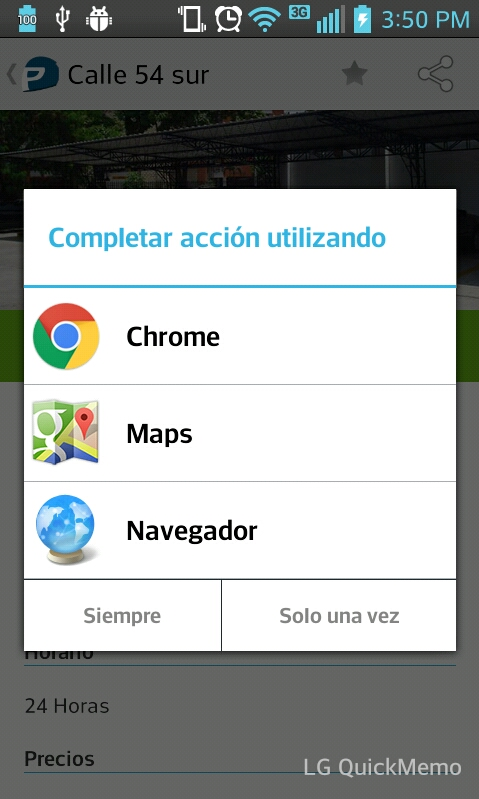 100
3G
3:50 PM
P Calle 54 sur
Completar acción utilizando
Chrome
Maps
Navegador
Siempre
Solo una vez
Horario
24 Horas
Precios
LG QuickMemo